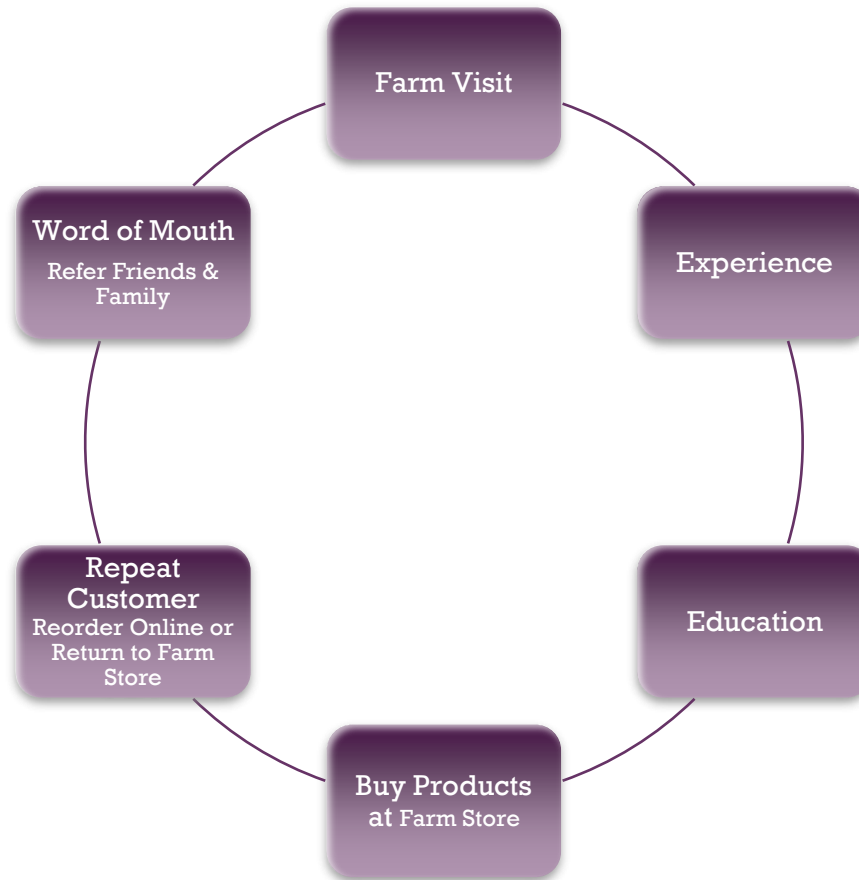 Farm Visit
Experience
Education
Buy Products
at Farm Store
Repeat
Customer
Reorder Online or
Return to Farm
Store
Word of Mouth
Refer Friends &
Family